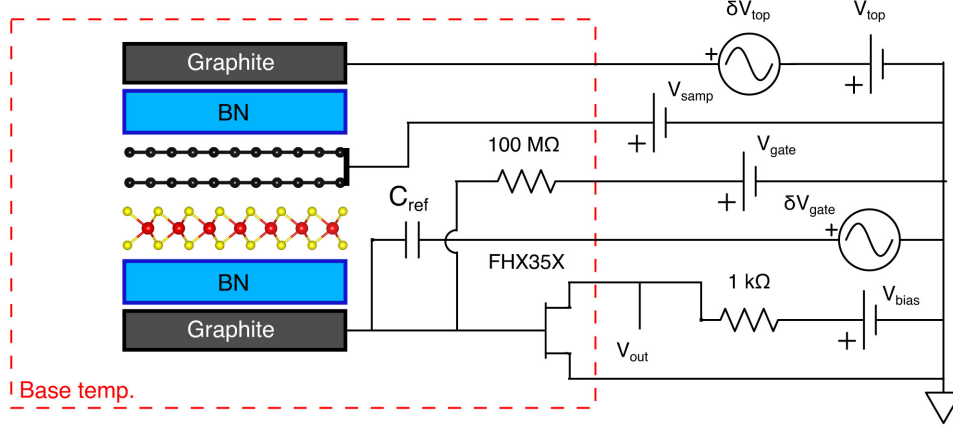 δV_top
V_top
Graphite
+
+
BN
V_samp
+
100 MΩ
V_gate
+
C_ref
δV_gate
+
FHX35X
BN
1 kΩ
V_bias
+
Graphite
V_out
Base temp.